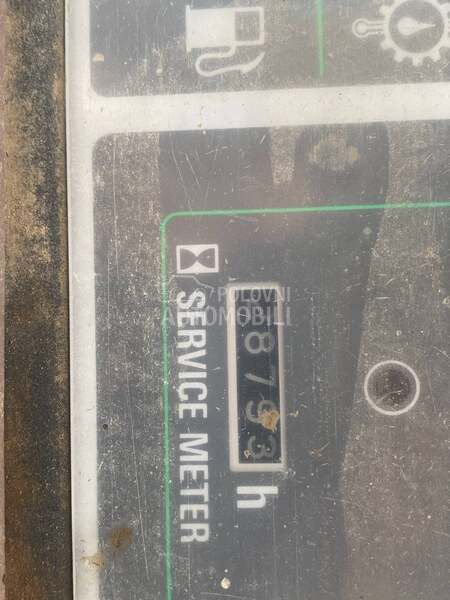 SERVICE METER
8793
h
POLOVNI
AUTOMOBILI